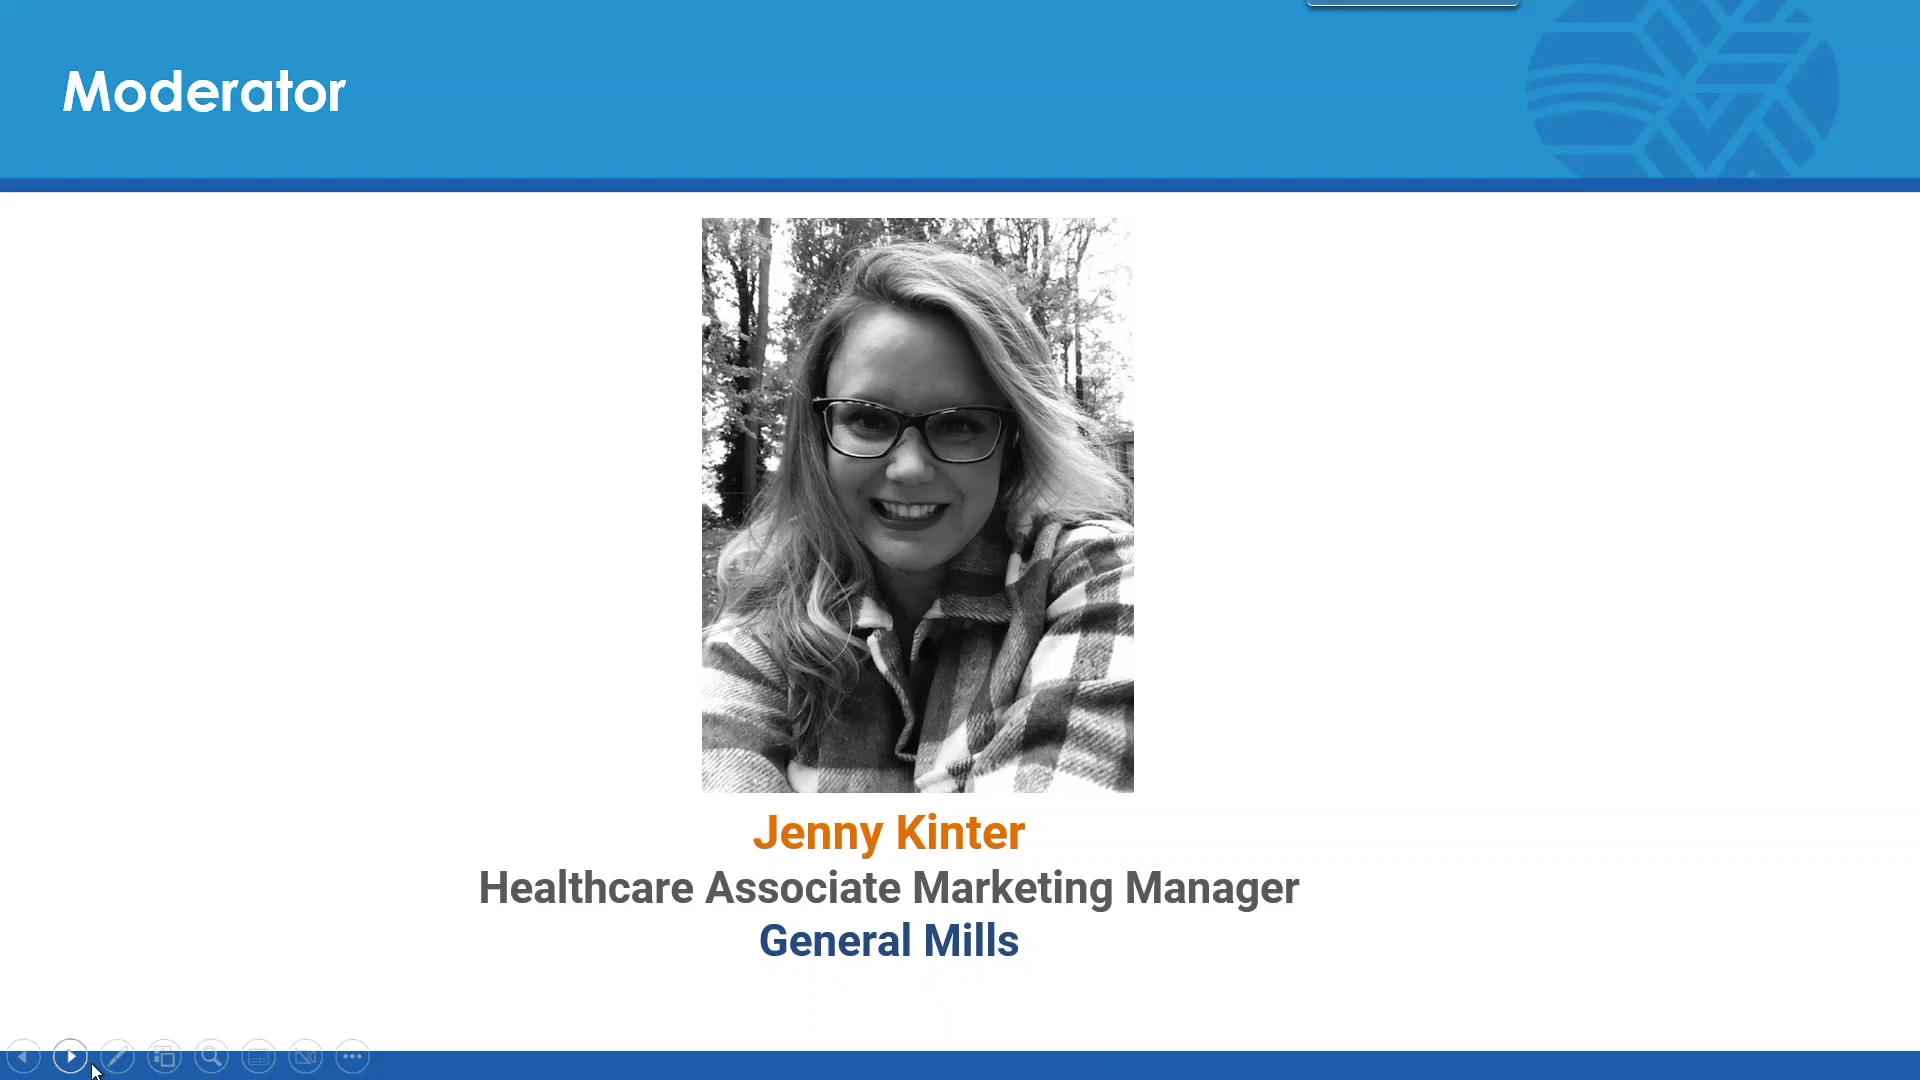 Moderator
Jenny Kinter
Healthcare Associate Marketing Manager
General Mills